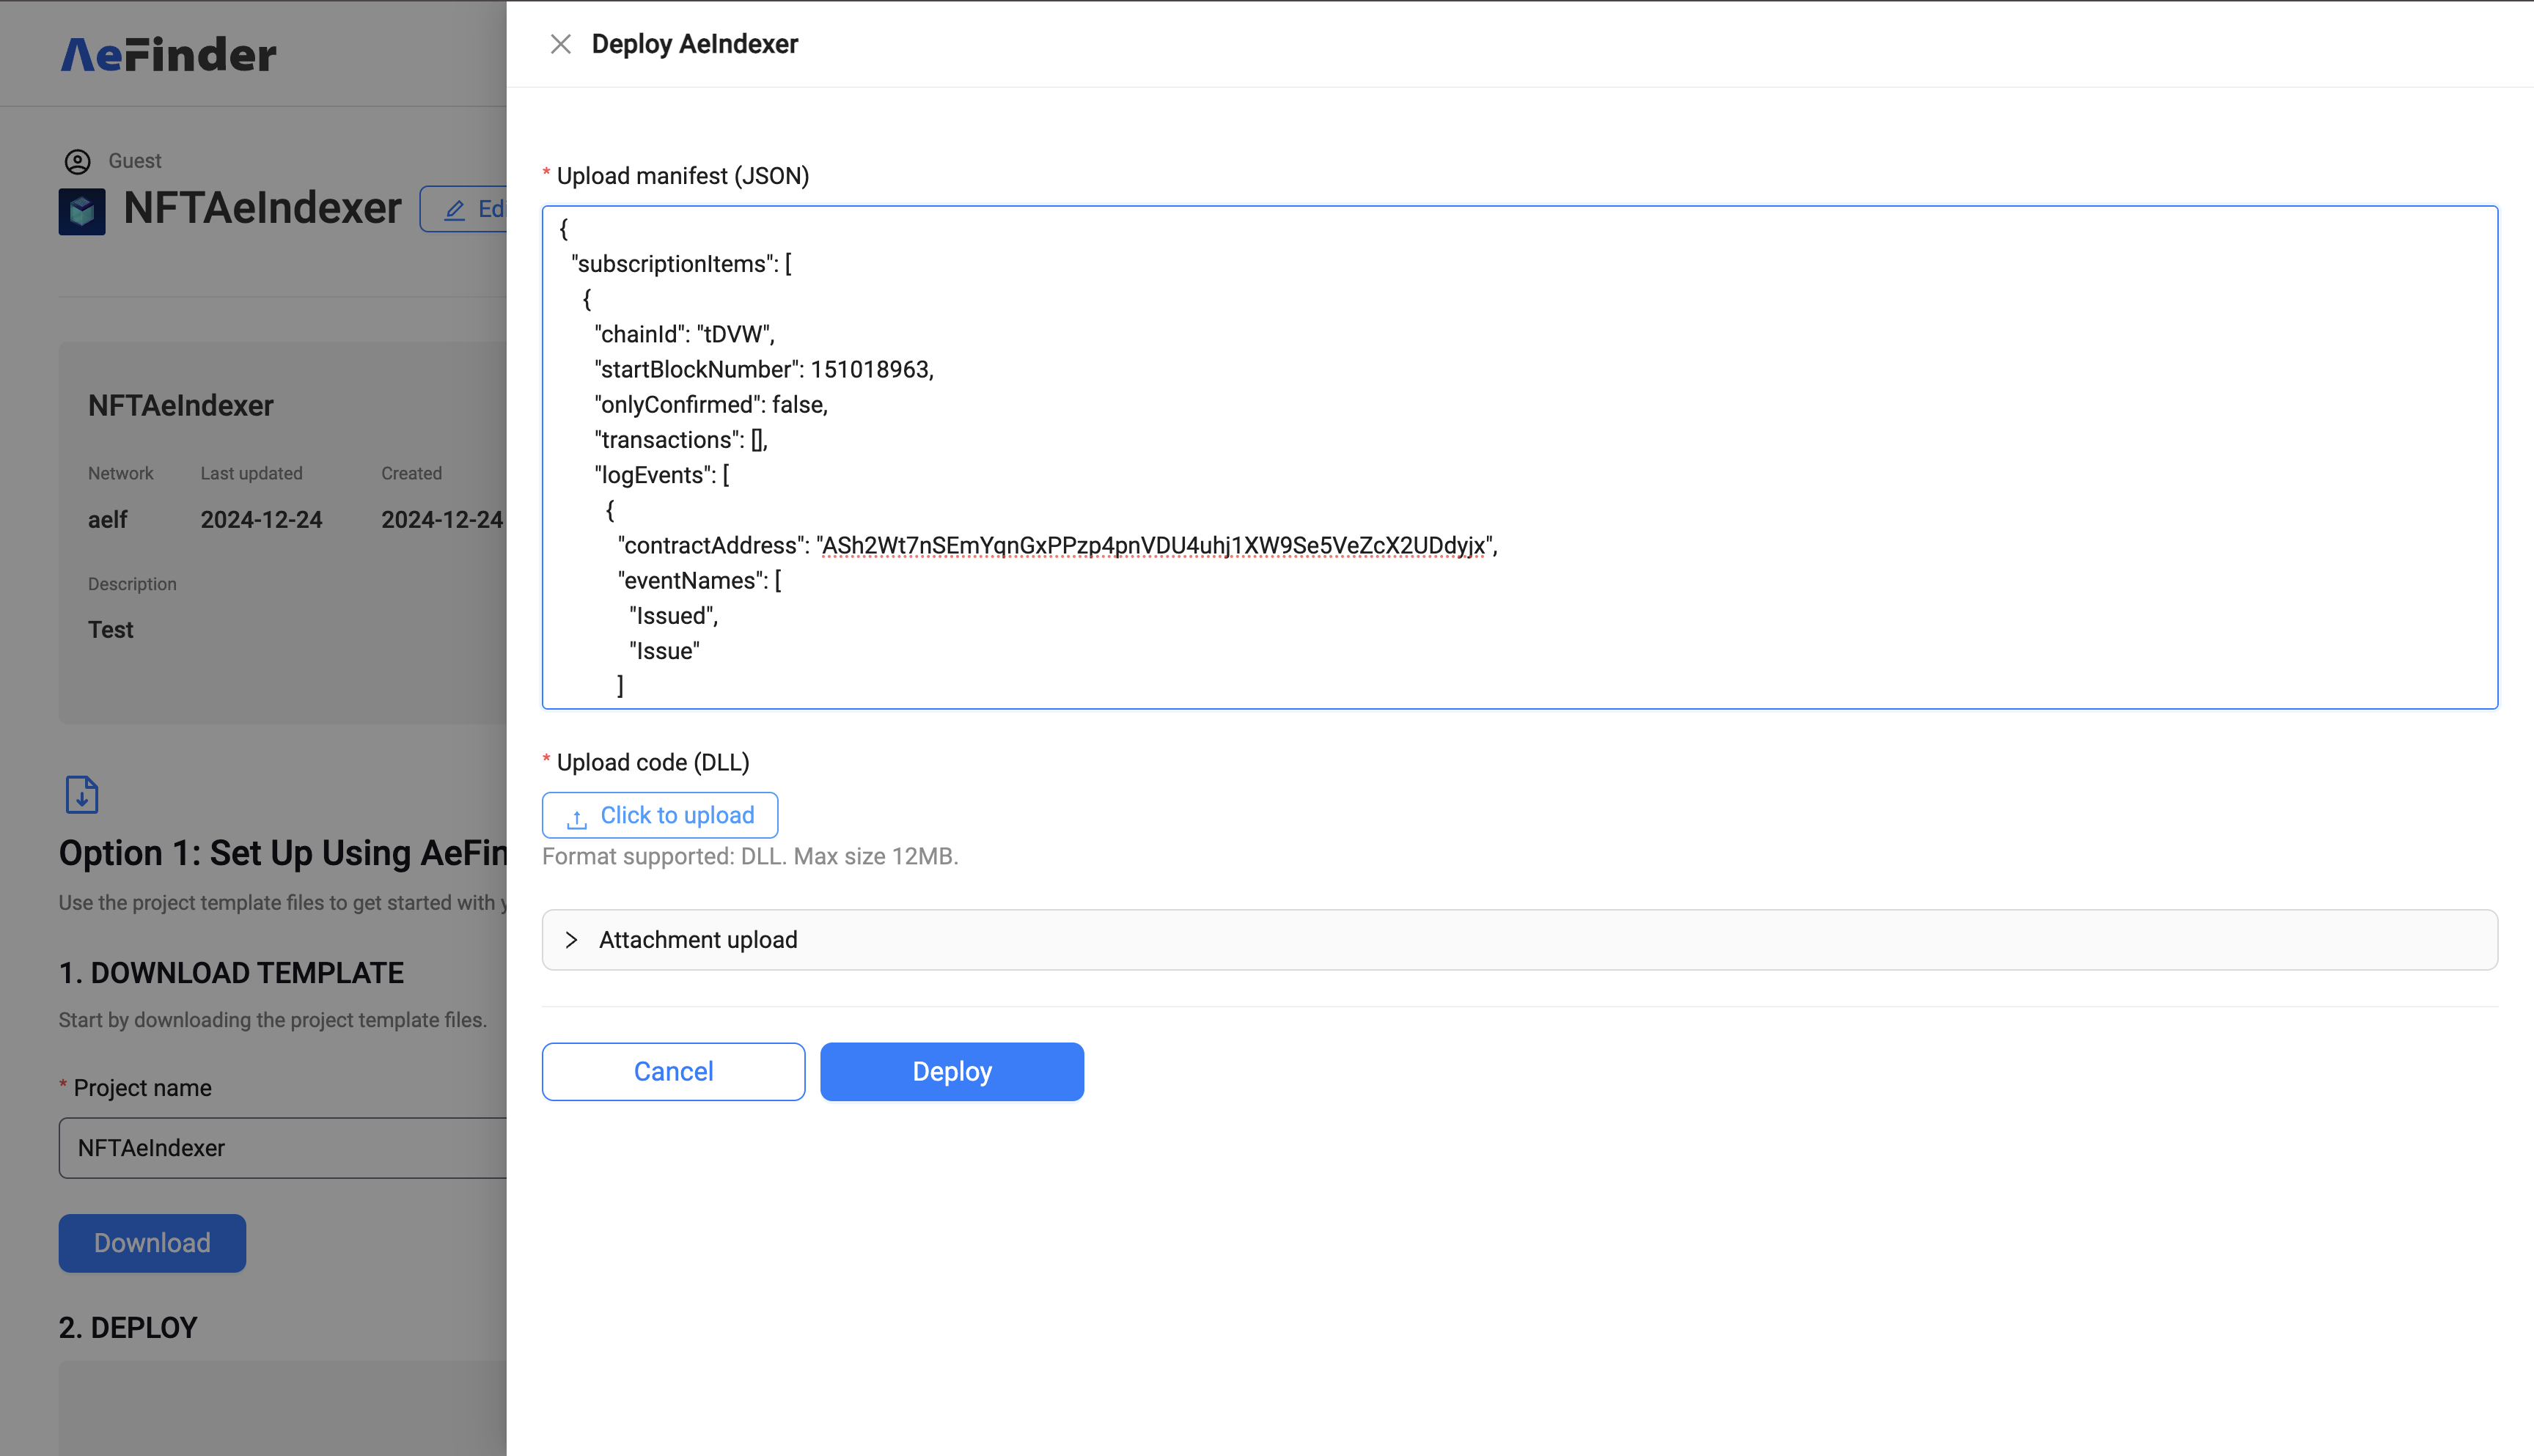 AeFinder
Guest
NFTAeIndexer
Edi
NFTAeIndexer
Network Last updated Created
aelf 2024-12-24 2024-12-24
Description
Test
Option 1: Set Up Using AeFin
Use the project template files to get started with y
1. DOWNLOAD TEMPLATE
Start by downloading the project template files.
* Project name
NFTAeIndexer
Download
2. DEPLOY
Deploy AeIndexer
* Upload manifest (JSON)
{
"subscriptionItems": [
{
"chainId": "tDVW",
"startBlockNumber": 151018963,
"onlyConfirmed": false,
"transactions": [],
"logEvents": [
{
"contractAddress": "ASh2Wt7nSEmYqnGxPPzp4pnVDU4uhj1XW9Se5VeZcX2UDdyjx",
"eventNames": [
"Issued",
"Issue"
]
* Upload code (DLL)
Click to upload
Format supported: DLL. Max size 12MB.
Attachment upload
Cancel
Deploy